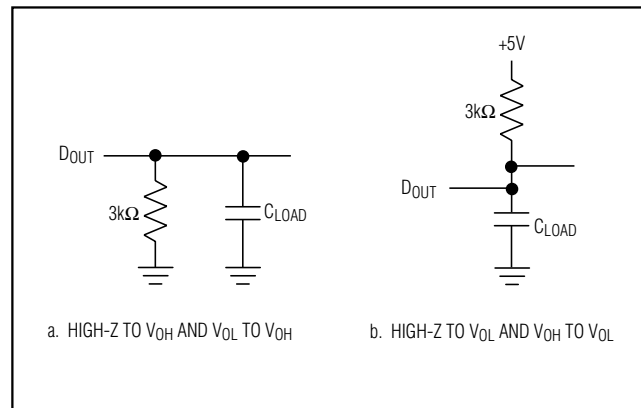 +5V
3kΩ
DOUT
3kΩ
CLOAD
DOUT
CLOAD
a. HIGH-Z TO VOH AND VOL TO VOH
b. HIGH-Z TO VOL AND VOH TO VOL